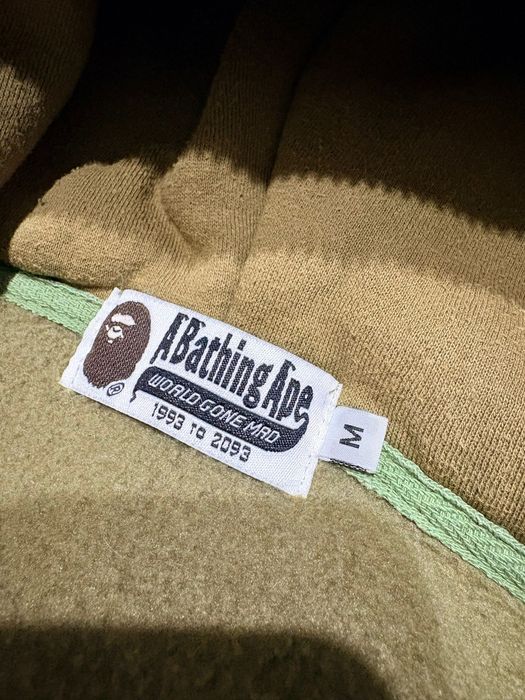 A Bathing Ape
WORLD GONE MAD
1993 TO 2093
M